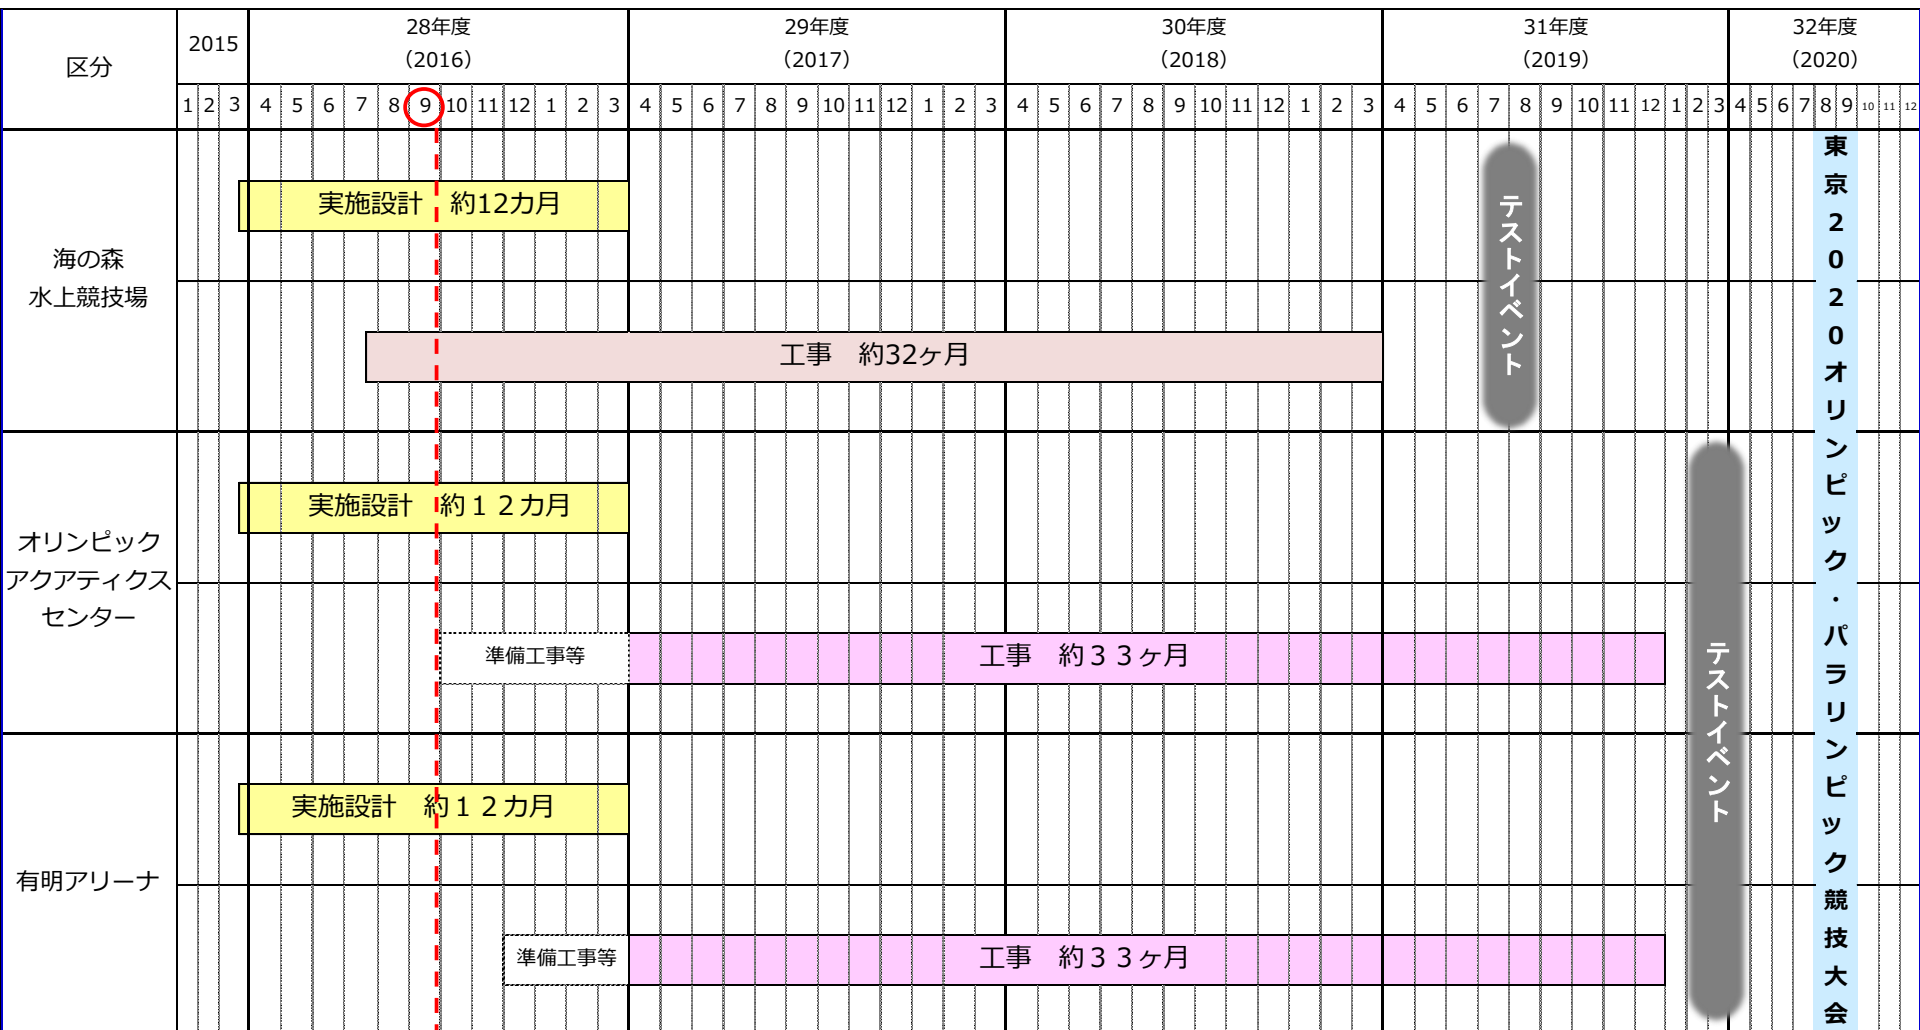 区分
2015
28年度
（2016）
29年度
（2017）
30年度
（2018）
31年度
（2019）
32年度
（2020）
1 2 3 4 5 6 7 8 9 10 11 12 1 2 3 4 5 6 7 8 9 10 11 12 1 2 3 4 5 6 7 8 9 10 11 12 1 2 3 4 5 6 7 8 9 10 11 12 1 2 3 4 5 6 7 8 9 10 11 12
海の森
水上競技場
実施設計　約12カ月
工事　約32ヶ月
テストイベント
オリンピック
アクアティクス
センター
実施設計　約１２カ月
準備工事等
工事　約３３ヶ月
有明アリーナ
実施設計　約１２カ月
準備工事等
工事　約３３ヶ月
テストイベント
東京２０２０オリンピック・パラリンピック競技大会